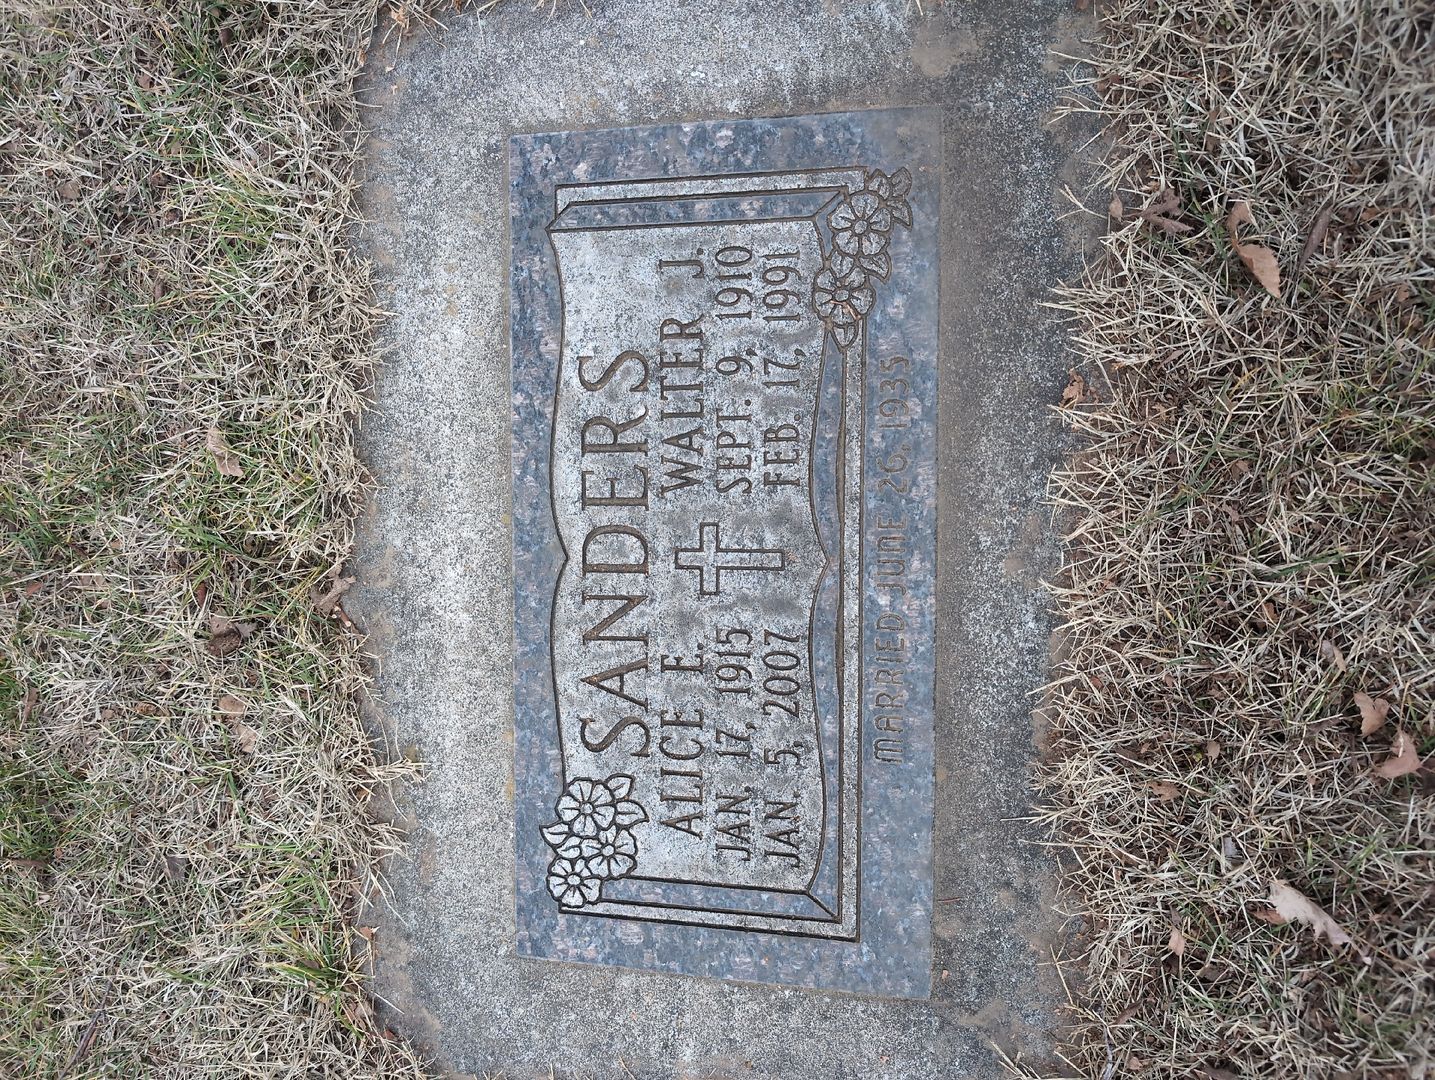 SANDERS
ALICE E. WALTER J.
JAN. 17, 1915 SEPT. 9, 1910
JAN. 5, 2007 FEB. 17, 1991
MARRIED JUNE 26, 1935